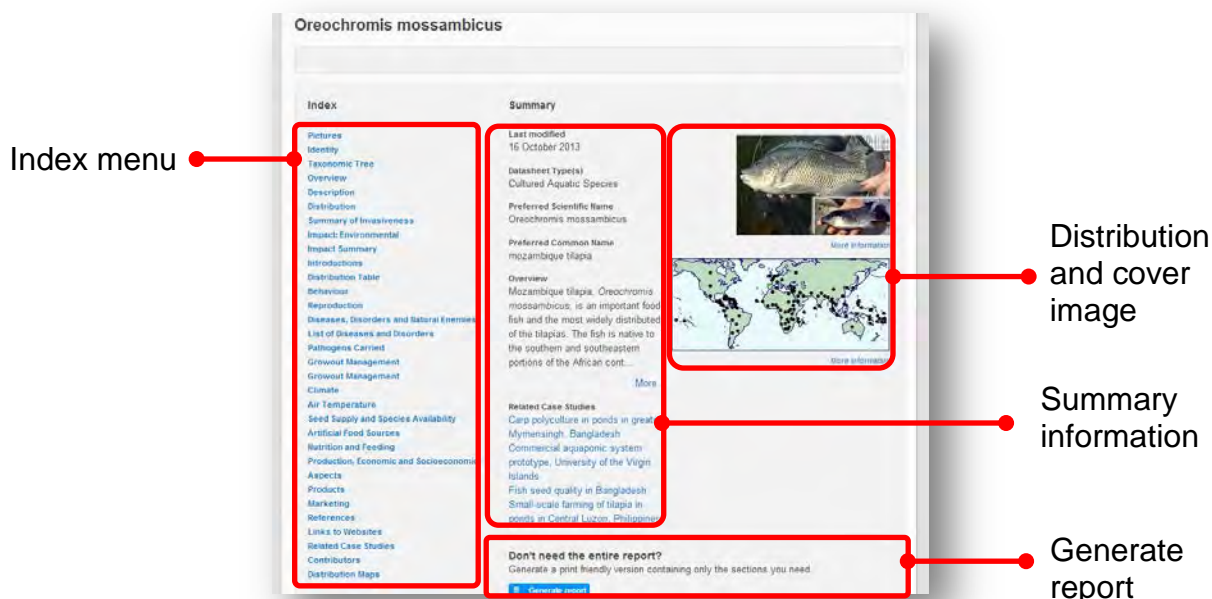 Oreochromis mossambicus
Index
Pictures
Identity
Taxonomic Tree
Overview
Description
Distribution
Summary of Invasiveness
Impact: Environmental
Impact Summary
Introductions
Distribution Table
Behaviour
Reproduction
Diseases, Disorders and Natural Enemies
List of Diseases and Disorders
Pathogens Carried
Growout Management
Growout Management
Climate
Air Temperature
Seed Supply and Species Availability
Artificial Food Sources
Nutrition and Feeding
Production, Economic and Socioeconomic
Aspects
Products
Marketing
References
Links to Websites
Related Case Studies
Contributors
Distribution Maps
Summary
Last modified
16 October 2013
Datasheet Type(s)
Cultured Aquatic Species
Preferred Scientific Name
Oreochromis mossambicus
Preferred Common Name
mozambique tilapia
Overview
Mozambique tilapia, Oreochromis
mossambicus, is an important food
fish and the most widely distributed
of the tilapias. The fish is native to
the southern and southeastern
portions of the African cont...
More
Related Case Studies
Carp polyculture in ponds in greater
Mymensingh, Bangladesh
Commercial aquaponic system
prototype, University of the Virgin
Islands
Fish seed quality in Bangladesh
Small-scale farming of tilapia in
ponds in Central Luzon, Philippines
More information
More information
Don't need the entire report?
Generate a print friendly version containing only the sections you need.
Generate report
Index menu
Distribution
and cover
image
Summary
information
Generate
report